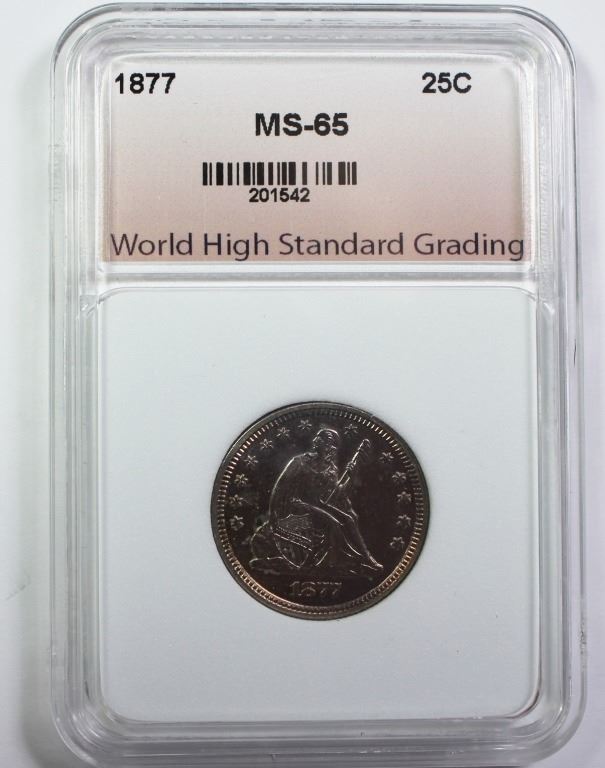 1877 25C
MS-65
201542
World High Standard Grading
1877